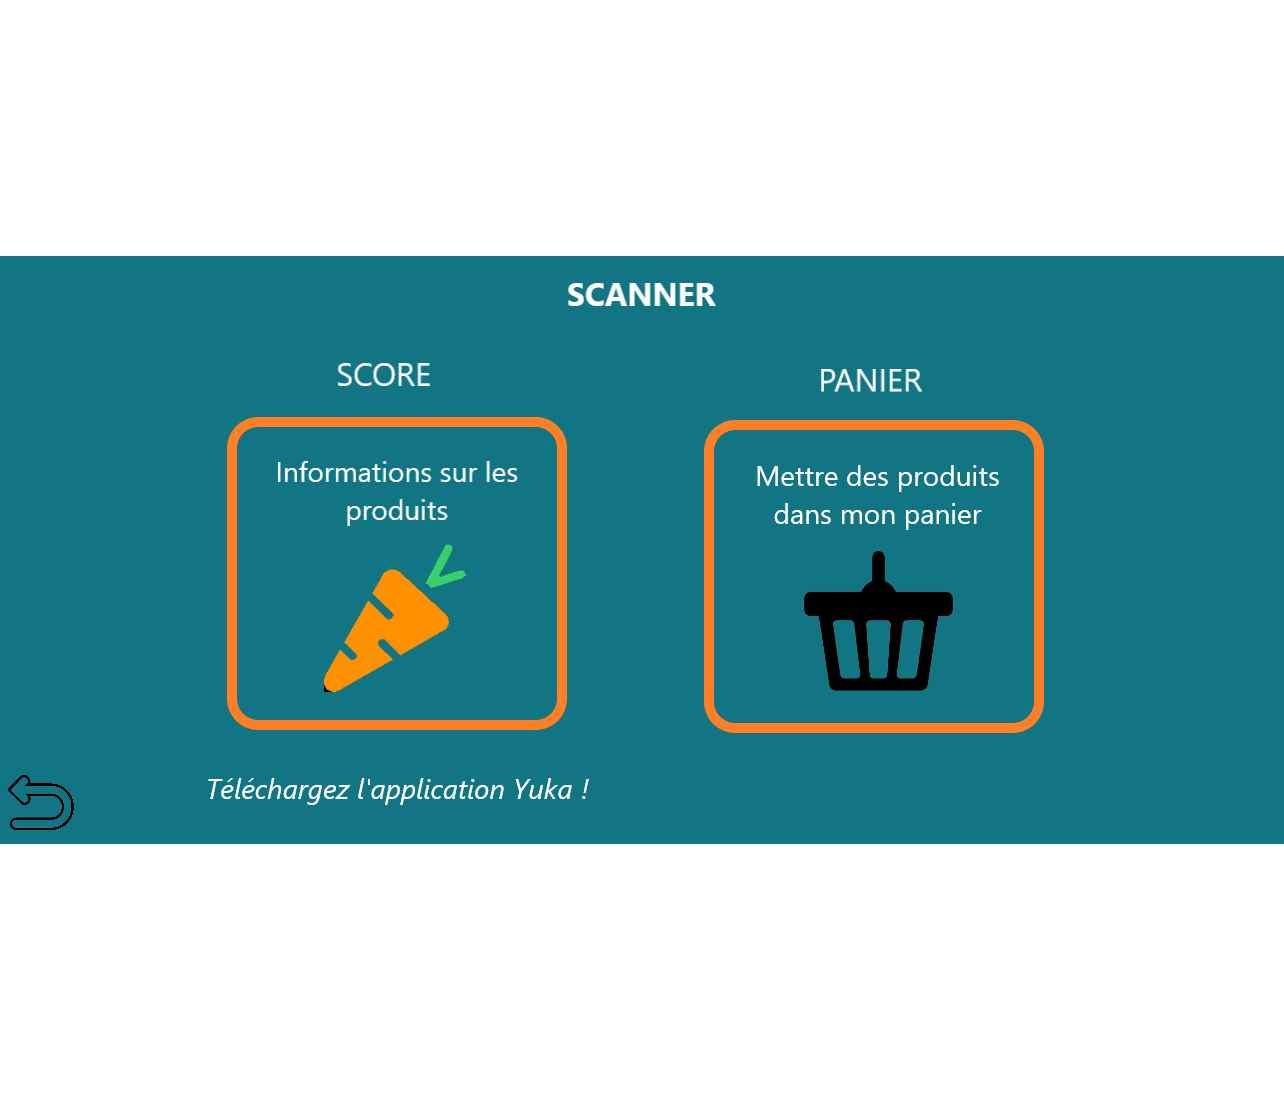 SCANNER
SCORE
PANIER
Informations sur les
produits
Mettre des produits
dans mon panier
Téléchargez l'application Yuka !